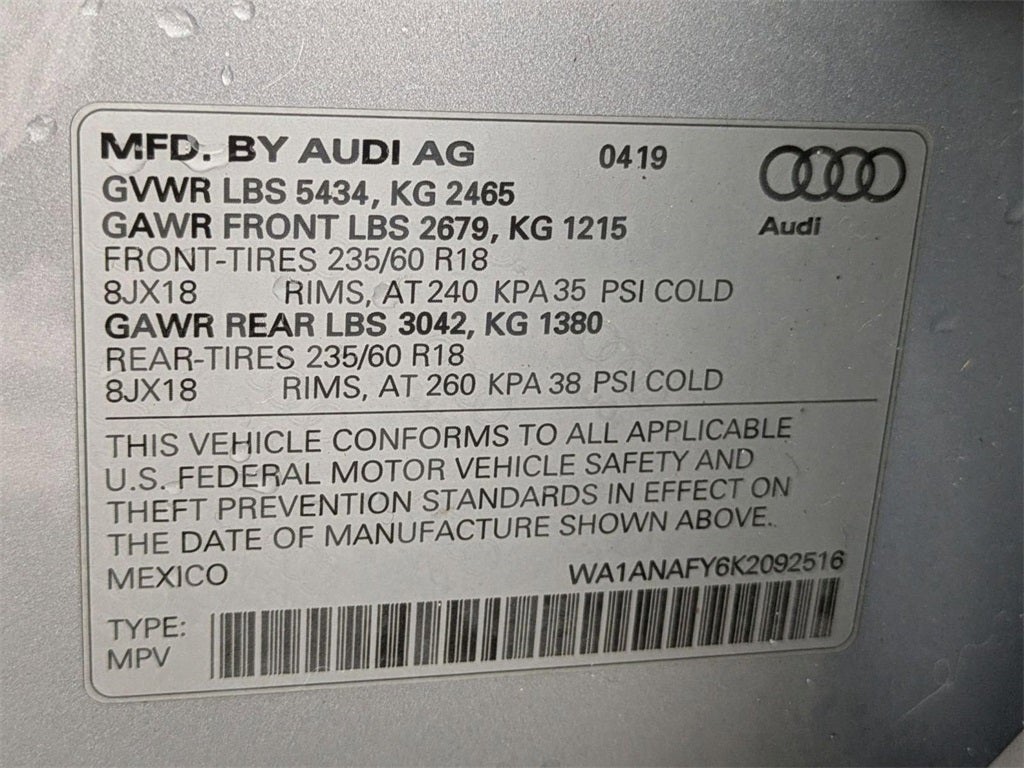 MFD. BY AUDI AG 0419
GVWR LBS 5434, KG 2465
GAWR FRONT LBS 2679, KG 1215
Audi
FRONT-TIRES 235/60 R18
8JX18 RIMS, AT 240 KPA 35 PSI COLD
GAWR REAR LBS 3042, KG 1380
REAR-TIRES 235/60 R18
8JX18 RIMS, AT 260 KPA 38 PSI COLD
THIS VEHICLE CONFORMS TO ALL APPLICABLE
U.S. FEDERAL MOTOR VEHICLE SAFETY AND
THEFT PREVENTION STANDARDS IN EFFECT ON
THE DATE OF MANUFACTURE SHOWN ABOVE.
MEXICO WA1ANAFY6K2092516
TYPE:
MPV